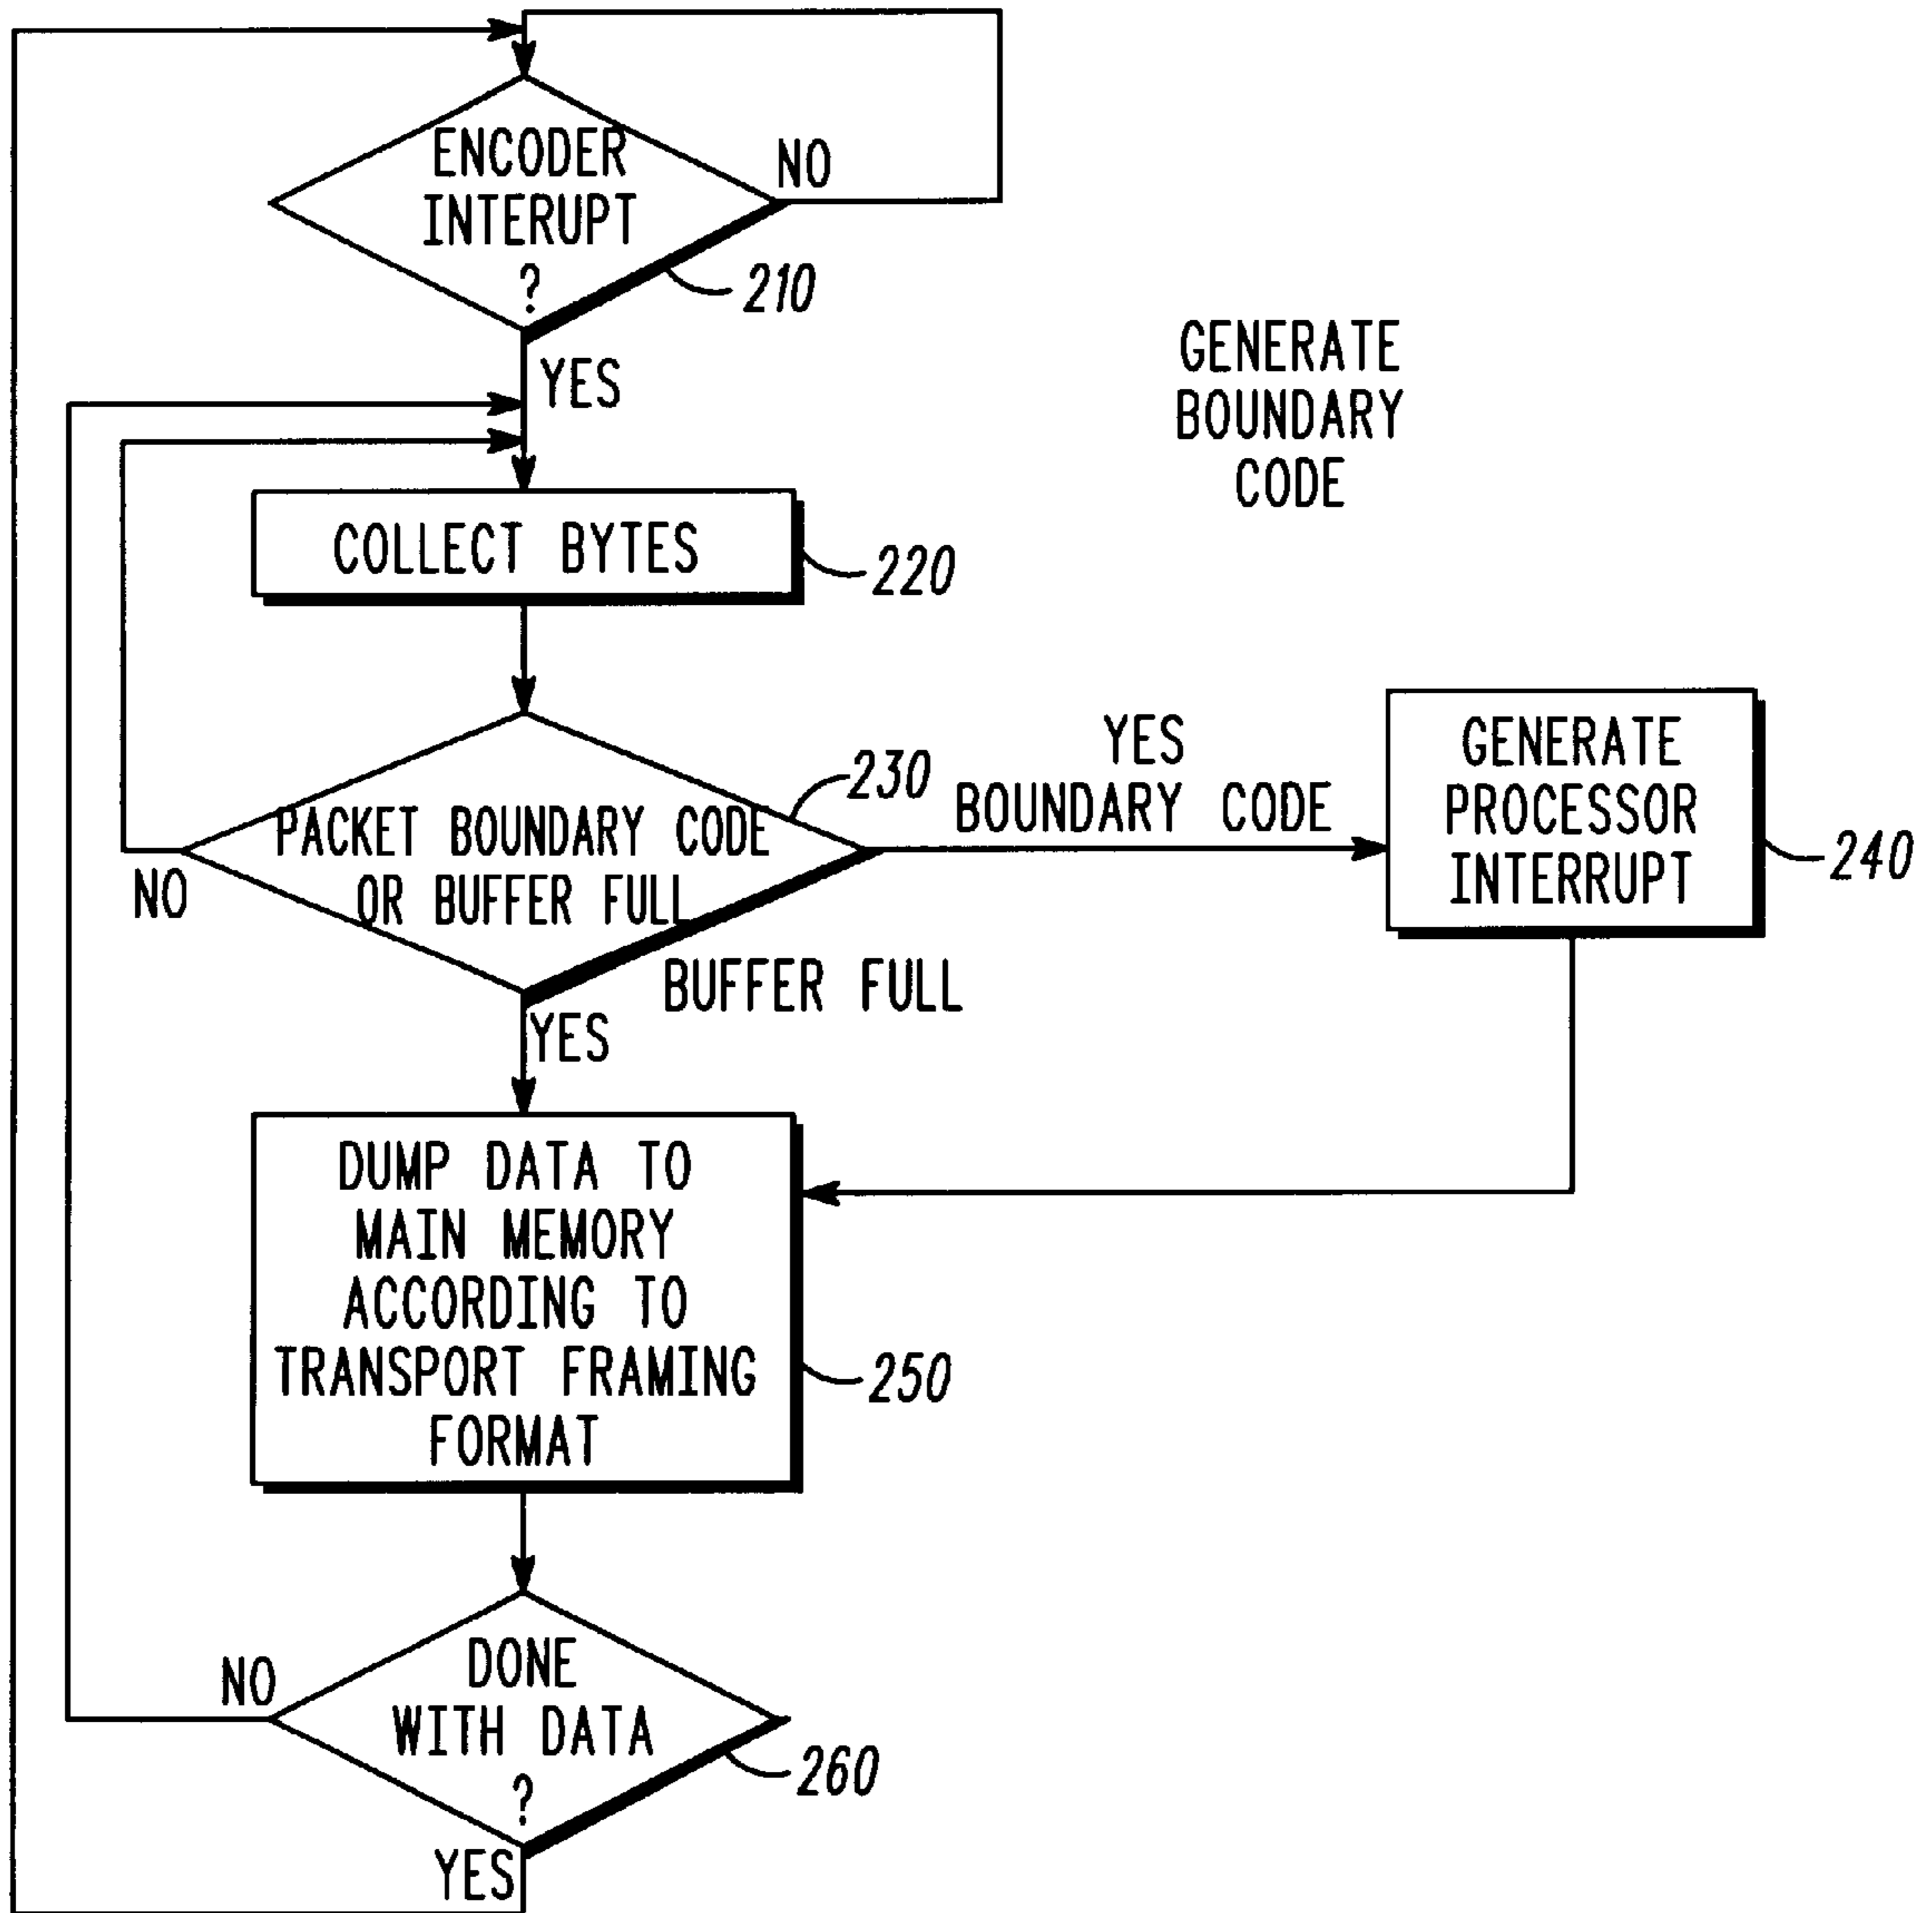 ENCODER
INTERUPT
?
NO
210
YES
GENERATE
BOUNDARY
CODE
COLLECT BYTES
220
PACKET BOUNDARY CODE
OR BUFFER FULL
230
NO
YES
BOUNDARY CODE
GENERATE
PROCESSOR
INTERRUPT
240
BUFFER FULL
YES
DUMP DATA TO
MAIN MEMORY
ACCORDING TO
TRANSPORT FRAMING
FORMAT
250
DONE
WITH DATA
?
NO
260
YES